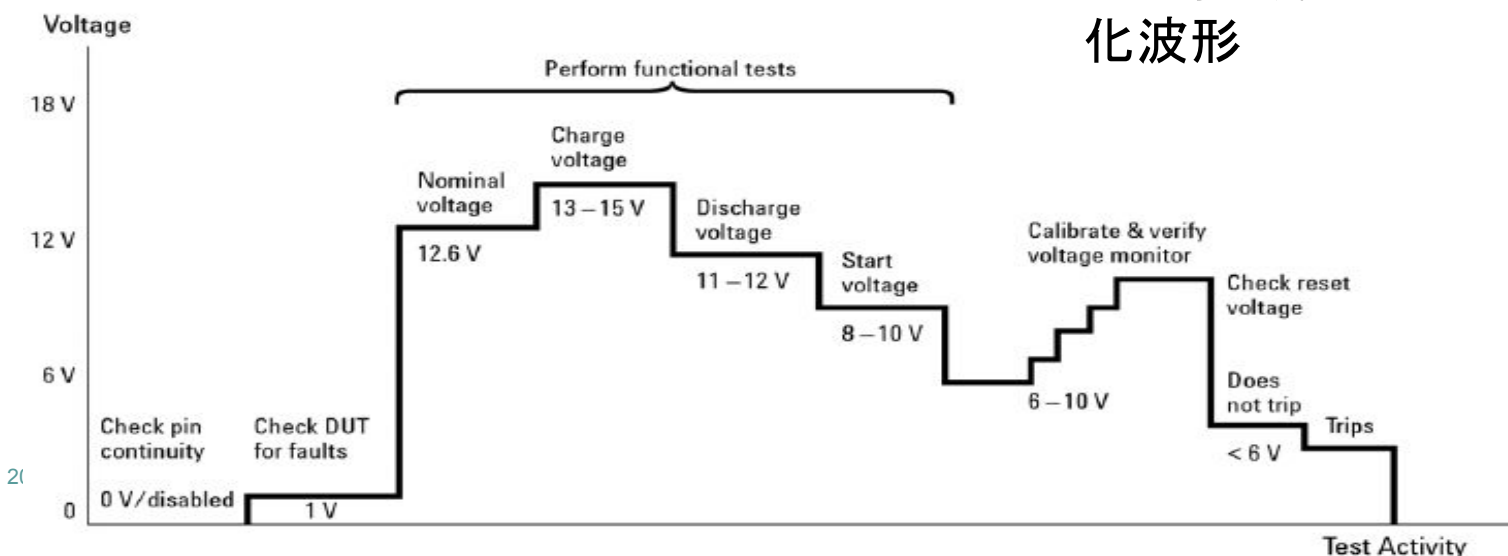 化波形
Voltage
Perform functional tests
18 V
Charge
voltage
Nominal
voltage
13 – 15 V
Discharge
voltage
12 V
12.6 V
11 – 12 V
Start
voltage
8 – 10 V
Calibrate & verify
voltage monitor
Check reset
voltage
6 V
6 – 10 V
Does
not trip
Trips
< 6 V
Check pin
continuity
Check DUT
for faults
0 V/disabled
1 V
0
Test Activity